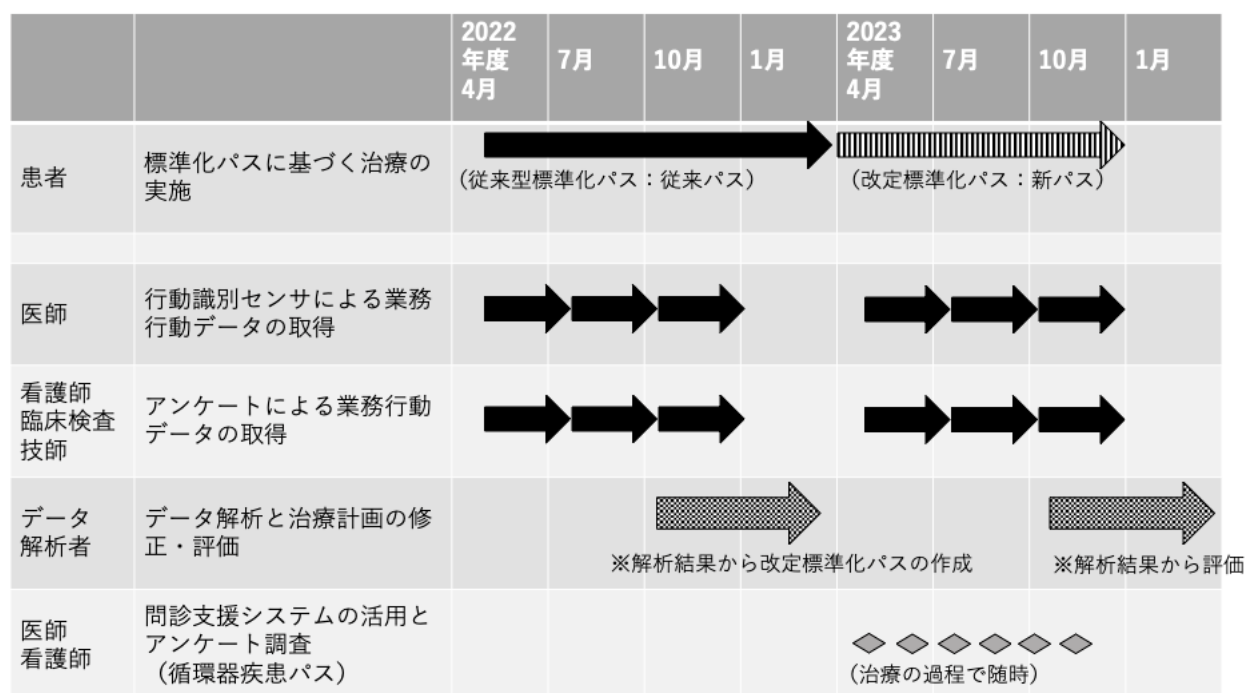 2022
年度
4月
7月
10月
1月
2023
年度
4月
7月
10月
1月
患者
標準化パスに基づく治療の
実施
(従来型標準化パス：従来パス)
(改定標準化パス：新パス)
医師
行動識別センサによる業務
行動データの取得
看護師
臨床検査
技師
アンケートによる業務行動
データの取得
データ
解析者
データ解析と治療計画の修
正・評価
※解析結果から改定標準化パスの作成
※解析結果から評価
医師
看護師
問診支援システムの活用と
アンケート調査
（循環器疾患パス）
(治療の過程で随時)